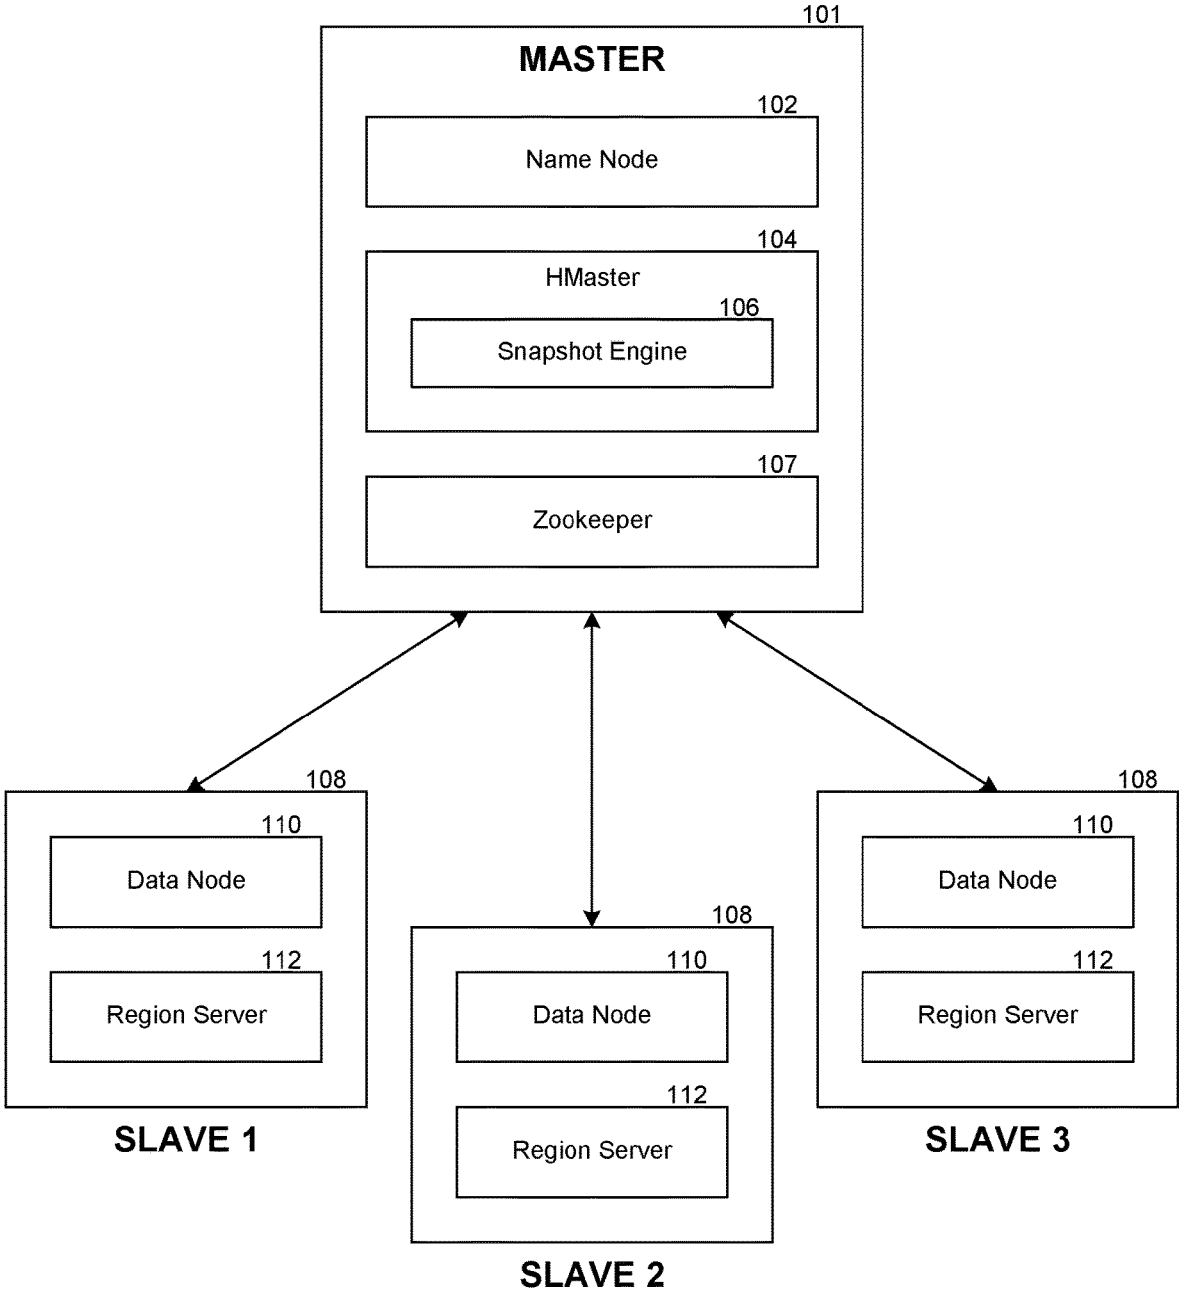 101
MASTER
102
Name Node
104
HMaster
106
Snapshot Engine
107
Zookeeper
108
110
Data Node
112
Region Server
SLAVE 1
108
110
Data Node
112
Region Server
SLAVE 2
108
110
Data Node
112
Region Server
SLAVE 3